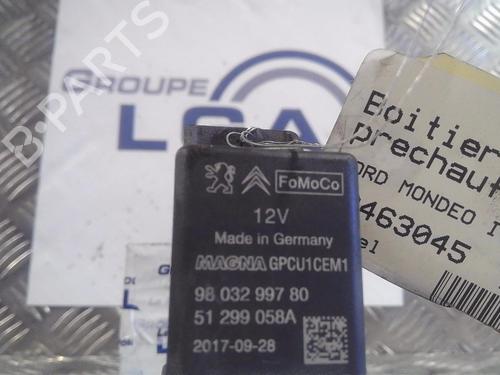 GROUPE
B-PARTS
Boitier
prechauf
ORD MONDEO I
463045
el
FoMoCo
12V
Made in Germany
MAGNA GPCU1CEM1
98 032 997 80
51 299 058A
2017-09-28